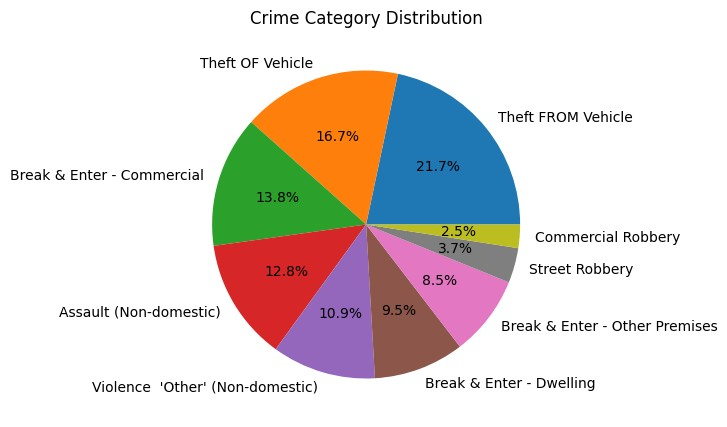 Crime Category Distribution
Theft OF Vehicle
Theft FROM Vehicle
16.7%
21.7%
Break & Enter - Commercial
13.8%
2.5%
Commercial Robbery
3.7%
Street Robbery
12.8%
8.5%
Assault (Non-domestic)
10.9%
9.5%
Break & Enter - Other Premises
Violence  'Other' (Non-domestic)
Break & Enter - Dwelling